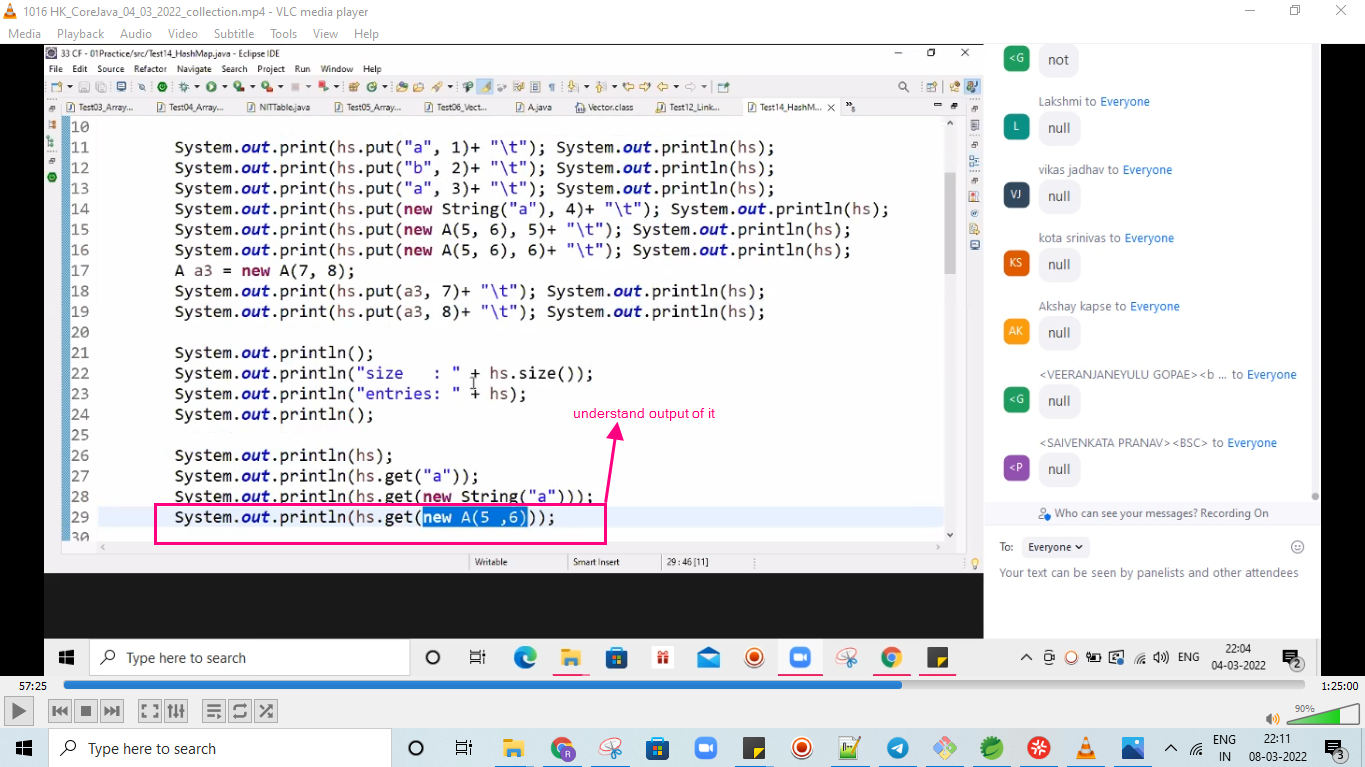 1016 HK_CoreJava_04_03_2022_collection.mp4 - VLC media player
Media Playback Audio Video Subtitle Tools View Help
33 CF - 01Practice/src/Test14_HashMap.java - Eclipse IDE
File Edit Source Refactor Navigate Search Project Run Window Help
Test03_Array... Test04_Array... NITTable.java Test05_Array... Test06_Vect... A.java Vector.class Test12_Link... Test14_HashM...
10
11 System.out.print(hs.put("a", 1)+ "\t"); System.out.println(hs);
12 System.out.print(hs.put("b", 2)+ "\t"); System.out.println(hs);
13 System.out.print(hs.put("a", 3)+ "\t"); System.out.println(hs);
14 System.out.print(hs.put(new String("a"), 4)+ "\t"); System.out.println(hs);
15 System.out.print(hs.put(new A(5, 6), 5)+ "\t"); System.out.println(hs);
16 System.out.print(hs.put(new A(5, 6), 6)+ "\t"); System.out.println(hs);
17 A a3 = new A(7, 8);
18 System.out.print(hs.put(a3, 7)+ "\t"); System.out.println(hs);
19 System.out.print(hs.put(a3, 8)+ "\t"); System.out.println(hs);
20
21 System.out.println();
22 System.out.println("size   : " + hs.size());
23 System.out.println("entries: " + hs);
24 System.out.println();
understand output of it
25
26 System.out.println(hs);
27 System.out.println(hs.get("a"));
28 System.out.println(hs.get(new String("a")));
29 System.out.println(hs.get(new A(5 ,6)));
30
Writable Smart Insert 29 : 46 [11]
<G not
Lakshmi to Everyone
L null
vikas jadhav to Everyone
VJ null
kota srinivas to Everyone
KS null
Akshay kapse to Everyone
AK null
<VEERANJANEYULU GOPAE><b ... to Everyone
<G null
<SAIVENKATA PRANAV><BSC> to Everyone
<P null
Who can see your messages? Recording On
To: Everyone
Your text can be seen by panelists and other attendees
Type here to search
ENG 22:04
04-03-2022
2
57:25 1:25:00
90%
Type here to search
ENG
IN
22:11
08-03-2022
3